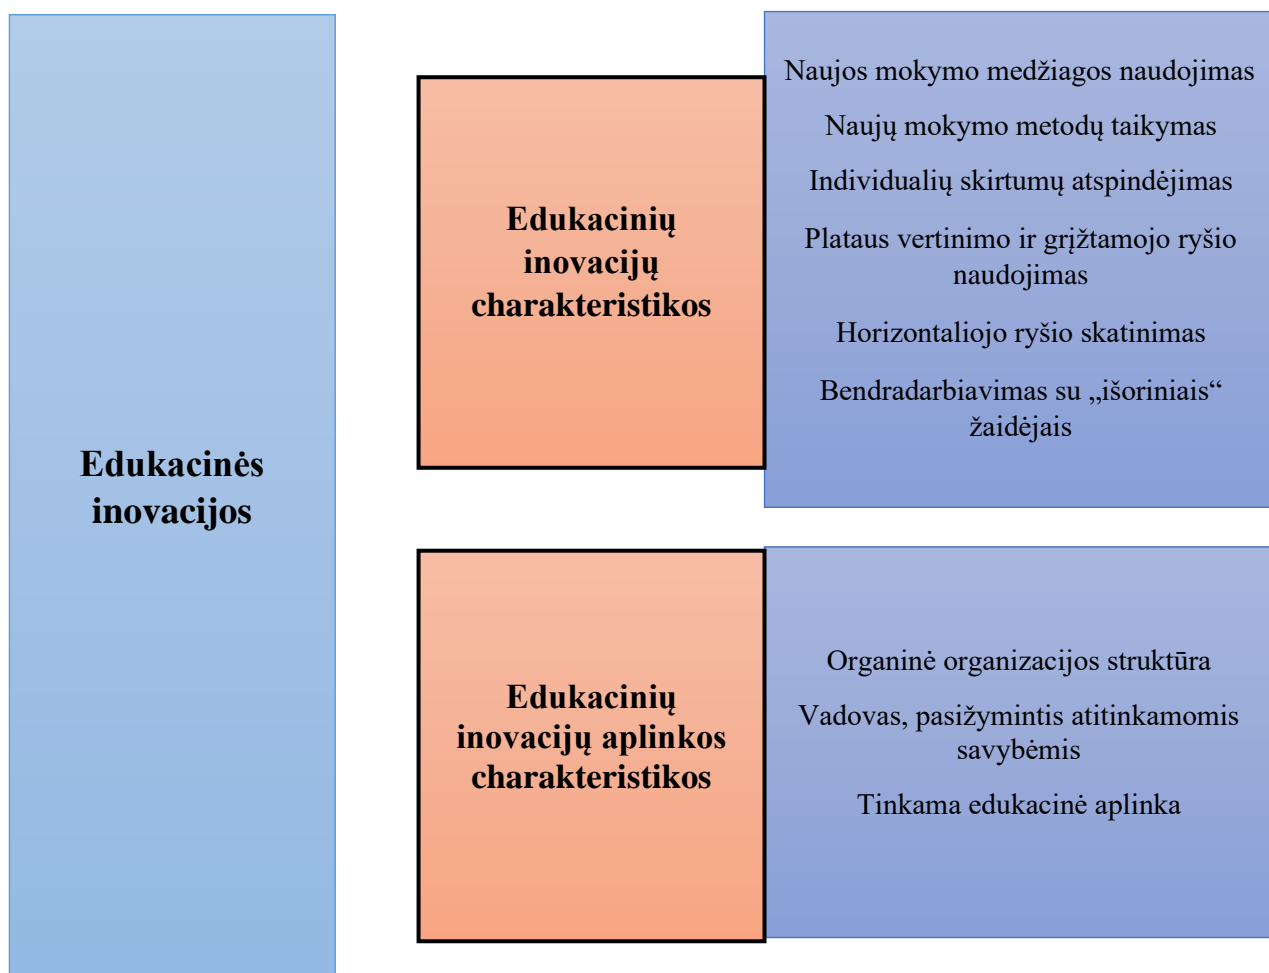 Edukacinės
inovacijos
Edukacinių
inovacijų
charakteristikos
Naujos mokymo medžiagos naudojimas
Naujų mokymo metodų taikymas
Individualių skirtumų atspindėjimas
Plataus vertinimo ir grįžtamojo ryšio
naudojimas
Horizontaliojo ryšio skatinimas
Bendradarbiavimas su „išoriniais“
žaidėjais
Edukacinių
inovacijų aplinkos
charakteristikos
Organinė organizacijos struktūra
Vadovas, pasižymintis atitinkamomis
savybėmis
Tinkama edukacinė aplinka